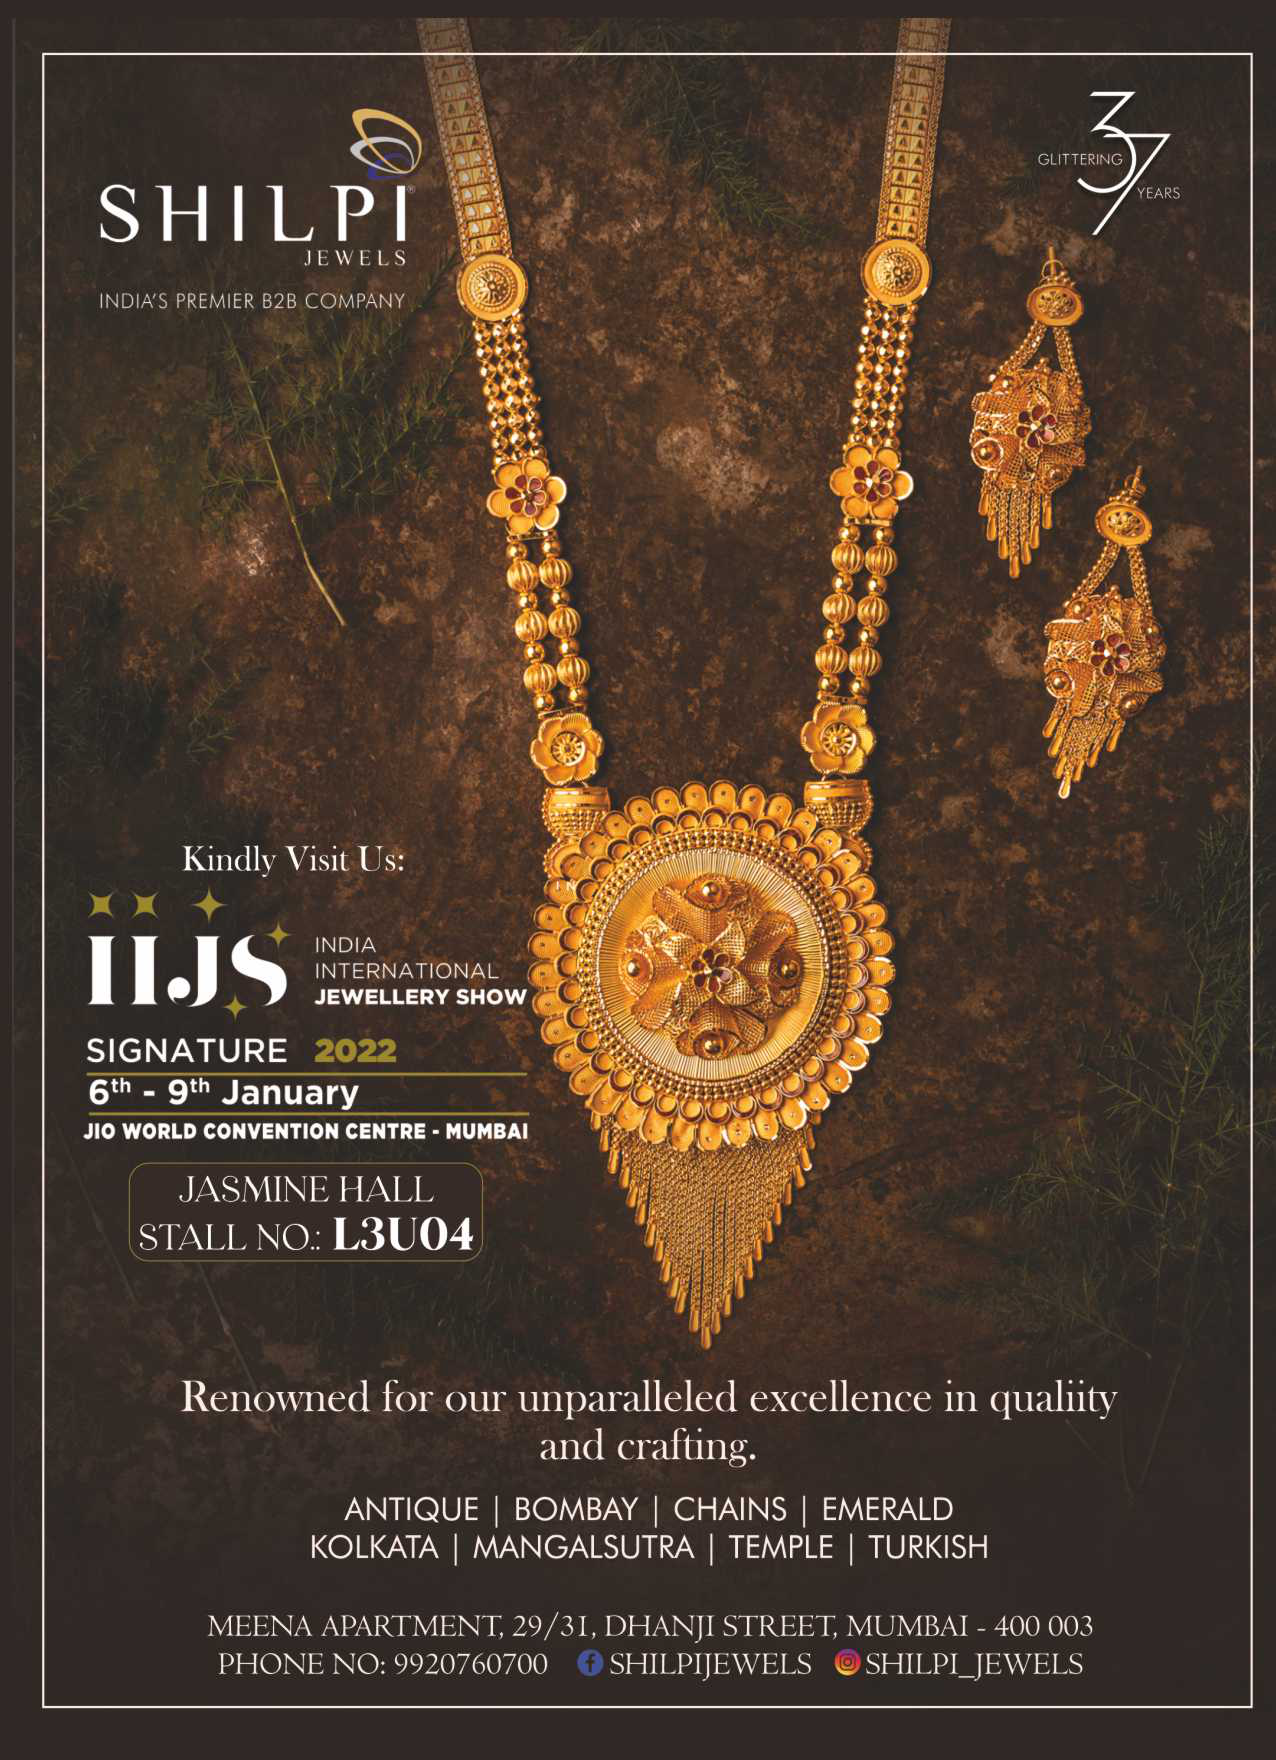 SHILPI®
JEWELS
INDIA'S PREMIER B2B COMPANY
37
GLITTERING
YEARS
Kindly Visit Us:
IIJS
INDIA
INTERNATIONAL
JEWELLERY SHOW
SIGNATURE 2022
6th - 9th January
JIO WORLD CONVENTION CENTRE - MUMBAI
JASMINE HALL
STALL NO.: L3U04
Renowned for our unparalleled excellence in qualiity
and crafting.
ANTIQUE | BOMBAY | CHAINS | EMERALD
KOLKATA | MANGALSUTRA | TEMPLE | TURKISH
MEENA APARTMENT, 29/31, DHANJI STREET, MUMBAI - 400 003
PHONE NO: 9920760700 SHILPIJEWELS SHILPI_JEWELS